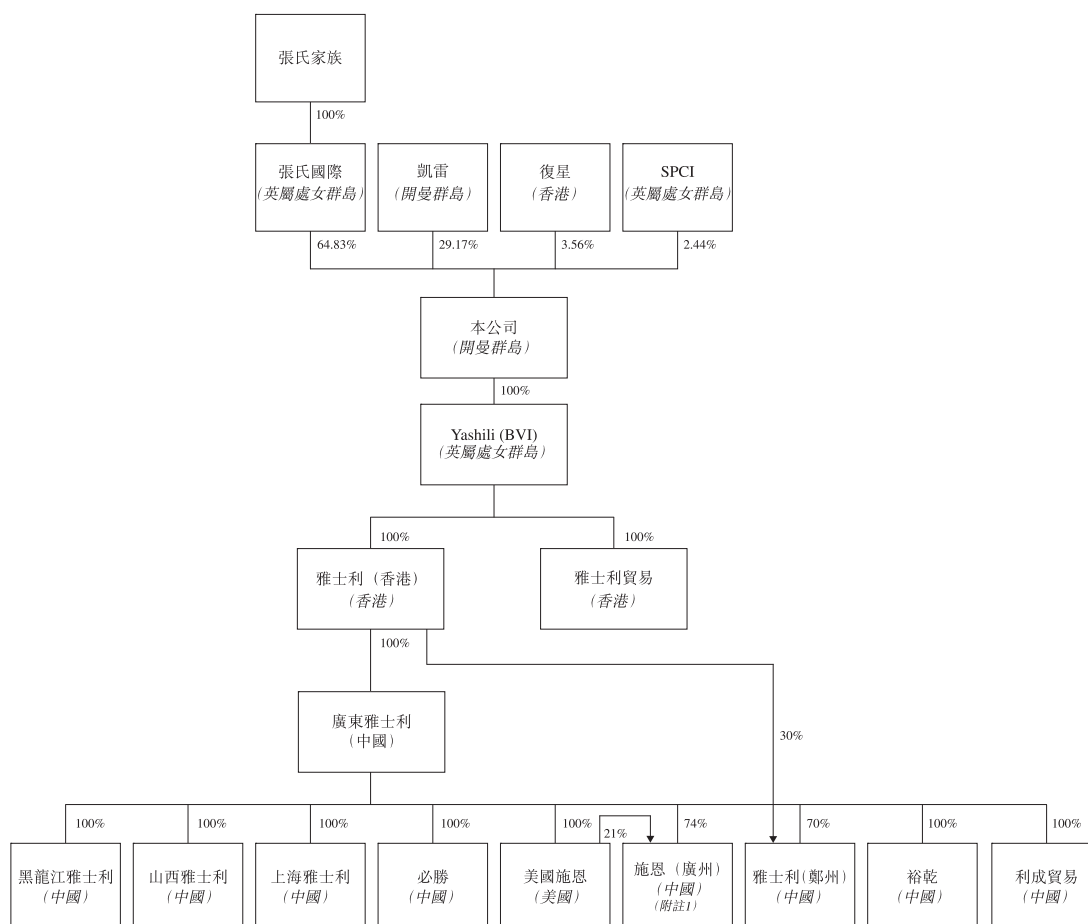 張氏家族
100%
張氏國際
(英屬處女群島)
凱雷
(開曼群島)
復星
(香港)
SPCI
(英屬處女群島)
64.83%
29.17%
3.56%
2.44%
本公司
(開曼群島)
100%
Yashili (BVI)
(英屬處女群島)
100%
100%
雅士利（香港）
(香港)
雅士利貿易
(香港)
100%
廣東雅士利
(中國)
30%
100%
100%
100%
100%
100%
21%
74%
70%
100%
100%
黑龍江雅士利
(中國)
山西雅士利
(中國)
上海雅士利
(中國)
必勝
(中國)
美國施恩
(美國)
施恩（廣州）
(中國)
(附註1)
雅士利(鄭州)
(中國)
裕乾
(中國)
利成貿易
(中國)